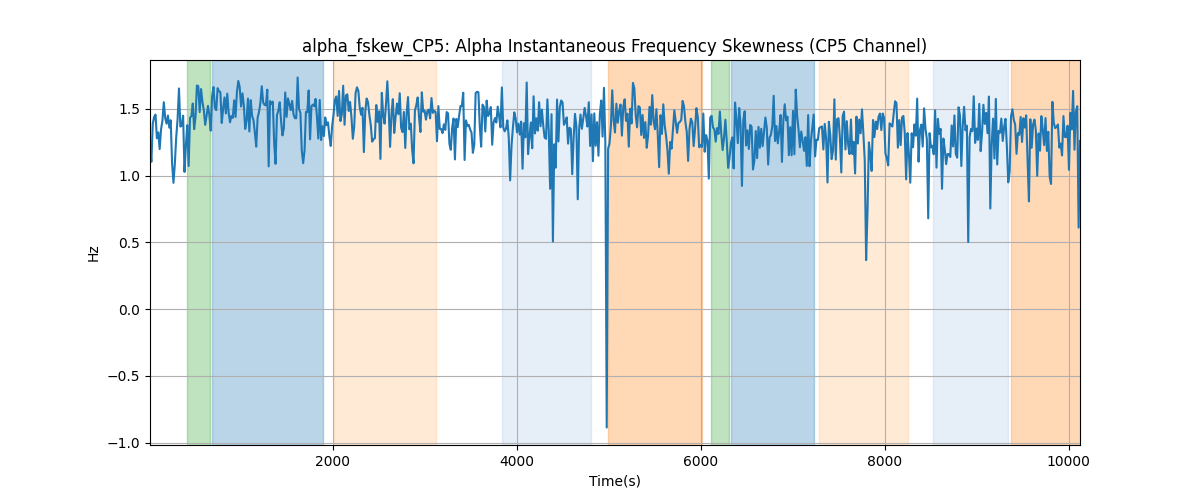 alpha_fskew_CP5: Alpha Instantaneous Frequency Skewness (CP5 Channel)
Hz
1.5
1.0
0.5
0.0
−0.5
−1.0
2000 4000 6000 8000 10000
Time(s)